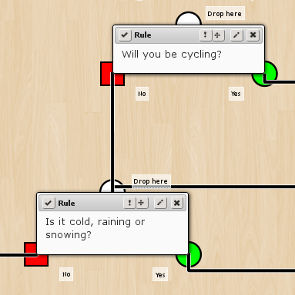 Drop here
Rule
Will you be cycling?
No
Yes
Drop here
Rule
Is it cold, raining or
snowing?
No
Yes